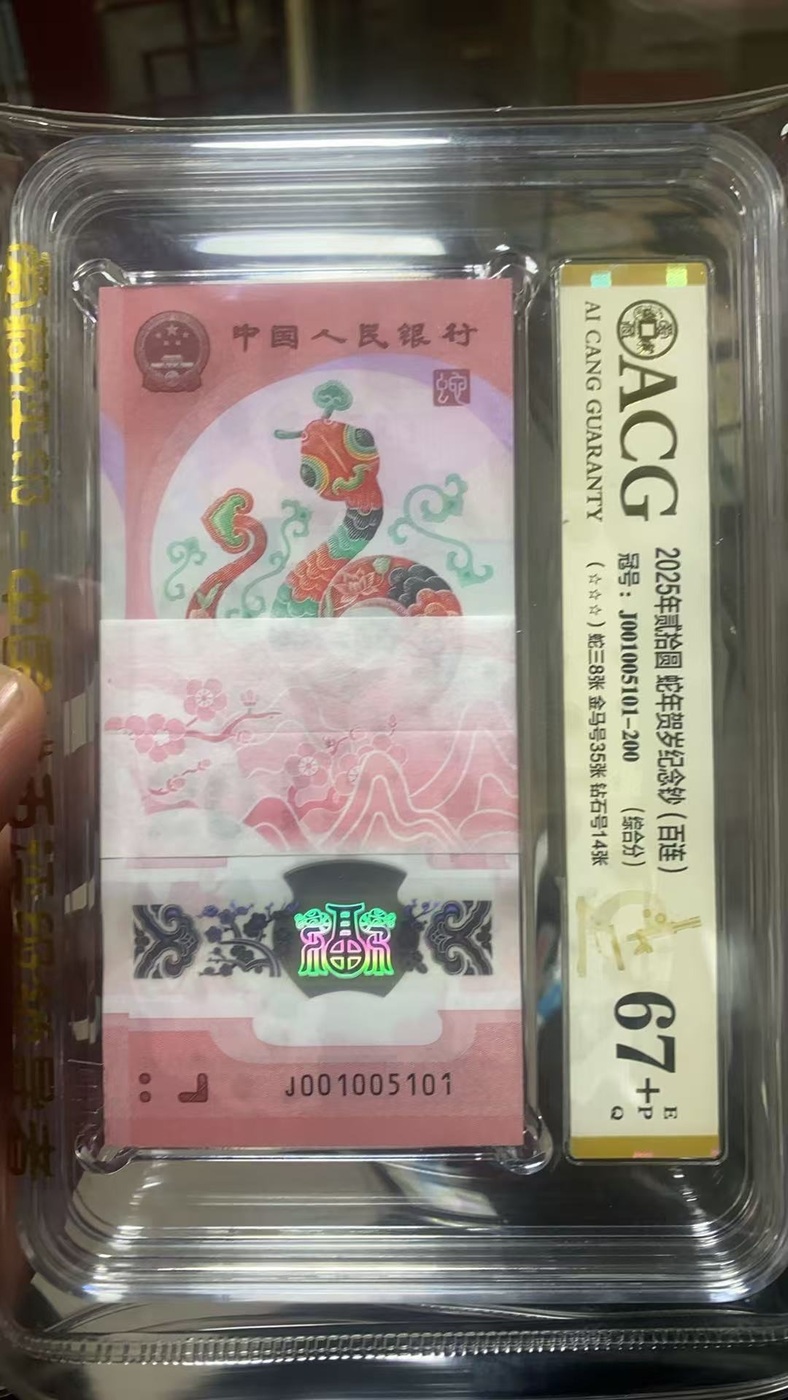 中国人民银行
J001005101
ACG
AI CANG GUARANTY
2025年贰拾圆 蛇年贺岁纪念钞 (百连)
冠号: J001005101-200 (综合分)
(☆☆☆) 蛇三8张 金马号35张 钻石号14张
67+
E
P
Q